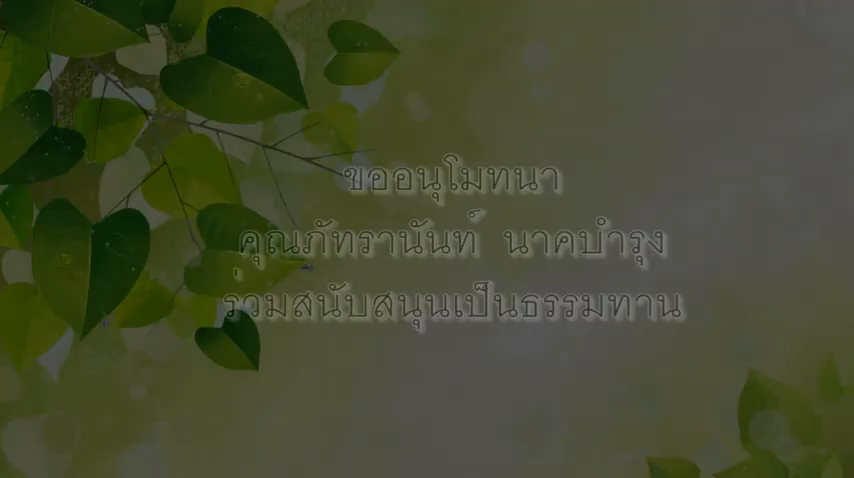 ขออนุโมทนา
คุณภัทรานันท์ นาคบำรุง
ร่วมสนับสนุนเป็นธรรมทาน